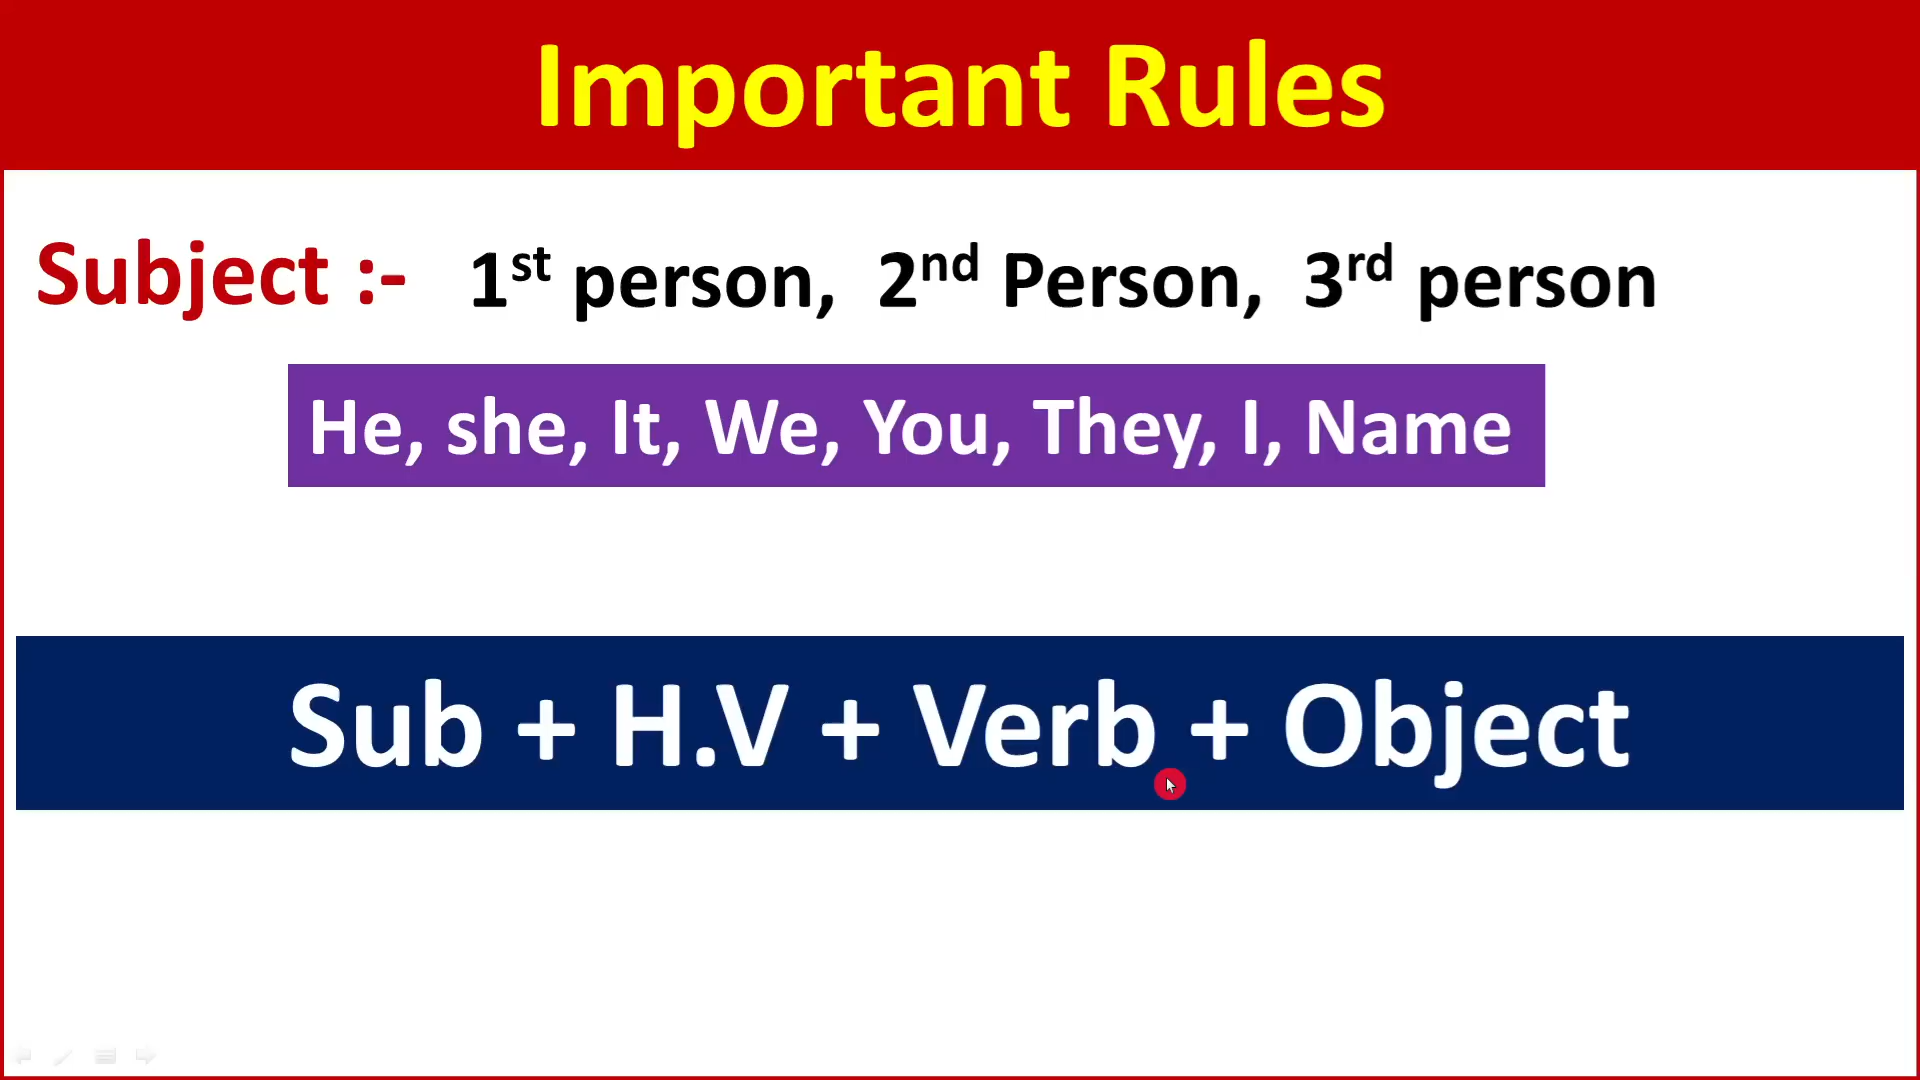 Important Rules
Subject :- 1st person, 2nd Person, 3rd person
He, she, It, We, You, They, I, Name
Sub + H.V + Verb + Object